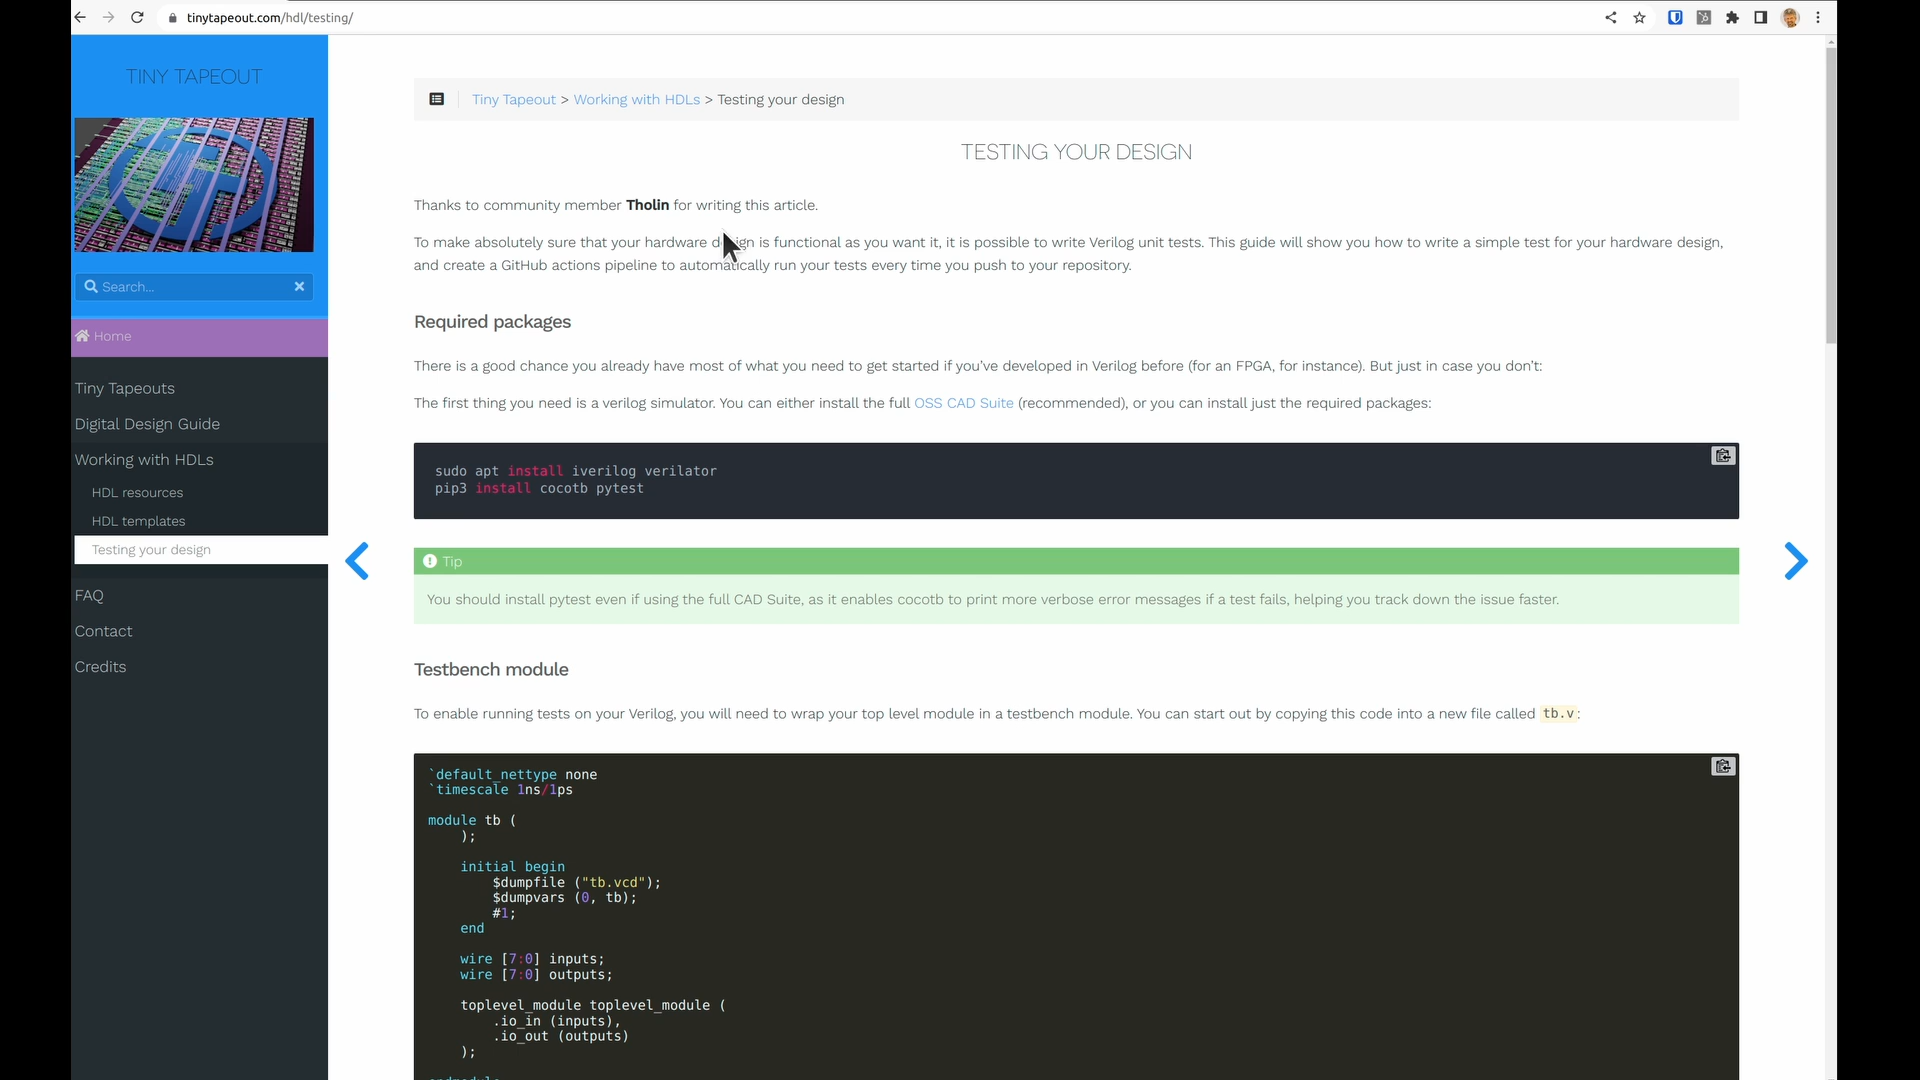 tinytapeout.com/hdl/testing/
TINY TAPEOUT
Search...
Home
Tiny Tapeouts
Digital Design Guide
Working with HDLs
HDL resources
HDL templates
Testing your design
FAQ
Contact
Credits
Tiny Tapeout > Working with HDLs > Testing your design
TESTING YOUR DESIGN
Thanks to community member Tholin for writing this article.
To make absolutely sure that your hardware design is functional as you want it, it is possible to write Verilog unit tests. This guide will show you how to write a simple test for your hardware design,
and create a GitHub actions pipeline to automatically run your tests every time you push to your repository.
Required packages
There is a good chance you already have most of what you need to get started if you've developed in Verilog before (for an FPGA, for instance). But just in case you don't:
The first thing you need is a verilog simulator. You can either install the full OSS CAD Suite (recommended), or you can install just the required packages:
sudo apt install iverilog verilator
pip3 install cocotb pytest
Tip
You should install pytest even if using the full CAD Suite, as it enables cocotb to print more verbose error messages if a test fails, helping you track down the issue faster.
Testbench module
To enable running tests on your Verilog, you will need to wrap your top level module in a testbench module. You can start out by copying this code into a new file called tb.v:
`default_nettype none
`timescale 1ns/1ps
module tb (
);
initial begin
$dumpfile ("tb.vcd");
$dumpvars (0, tb);
#1;
end
wire [7:0] inputs;
wire [7:0] outputs;
toplevel_module toplevel_module (
.io_in (inputs),
.io_out (outputs)
);